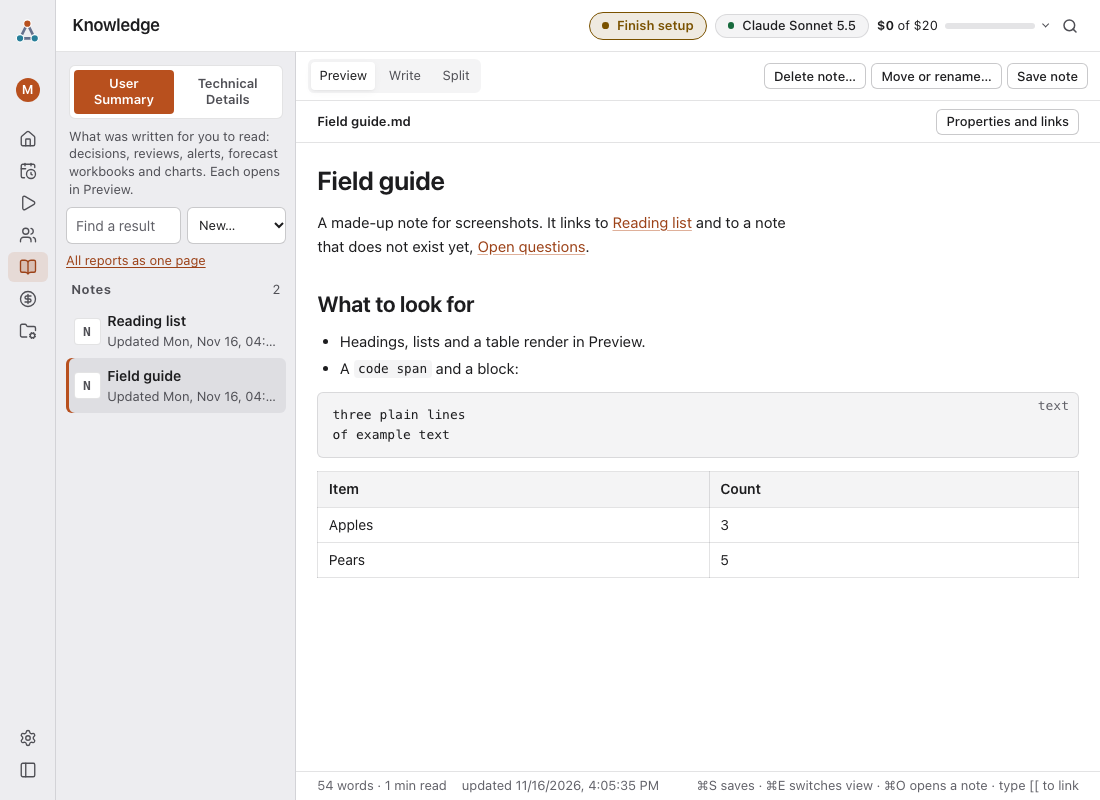 Knowledge
Finish setup
Claude Sonnet 5.5
$0 of $20
M
User Summary
Technical Details
What was written for you to read:
decisions, reviews, alerts, forecast
workbooks and charts. Each opens
in Preview.
Find a result
New...
All reports as one page
Notes 2
N
Reading list
Updated Mon, Nov 16, 04:...
N
Field guide
Updated Mon, Nov 16, 04:...
Preview Write Split
Delete note... Move or rename... Save note
Field guide.md
Properties and links
Field guide
A made-up note for screenshots. It links to Reading list and to a note
that does not exist yet, Open questions.
What to look for
• Headings, lists and a table render in Preview.
• A code span and a block:
text
three plain lines
of example text
Item Count
Apples 3
Pears 5
54 words · 1 min read updated 11/16/2026, 4:05:35 PM ⌘S saves · ⌘E switches view · ⌘O opens a note · type [[ to link